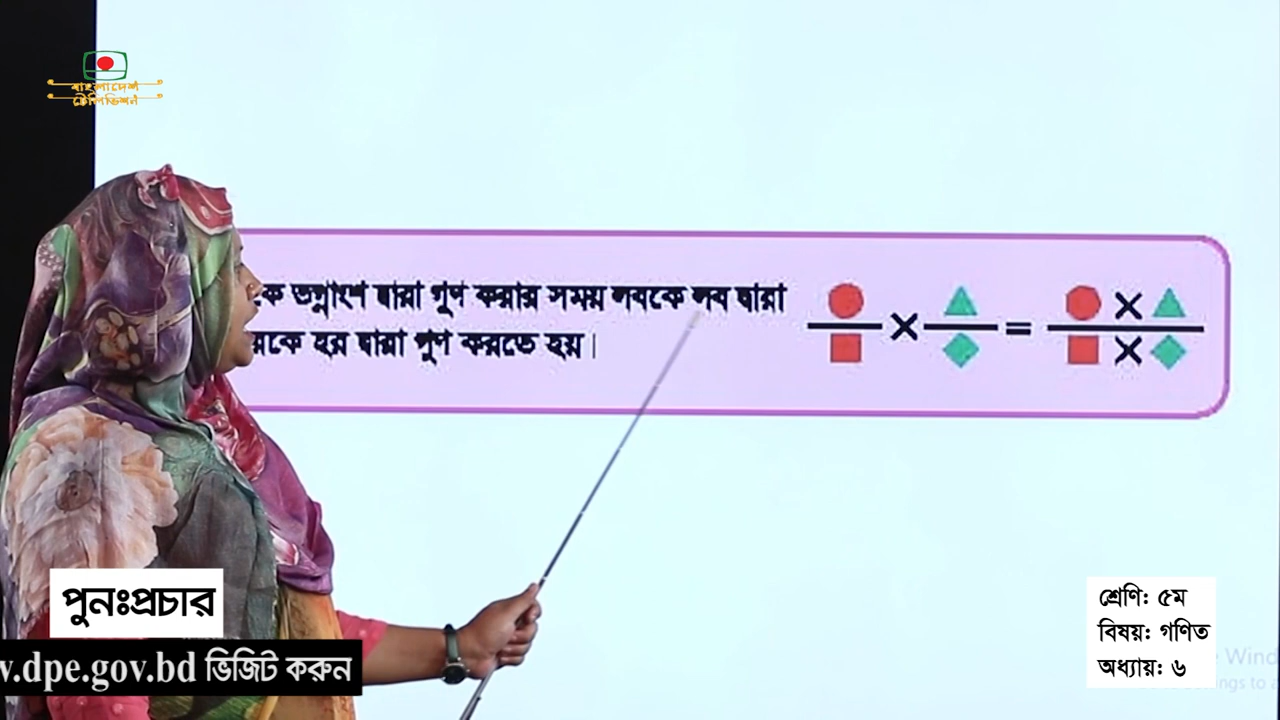 বাংলাদেশ
টেলিভিশন
কে ভগ্নাংশ দ্বারা গুণ করার সময় লবকে লব দ্বারা
রকে হর দ্বারা গুণ করতে হয়।
× =  ×
×
পুনঃপ্রচার
.dpe.gov.bd ভিজিট করুন
শ্রেণি: ৫ম
বিষয়: গণিত
অধ্যায়: ৬